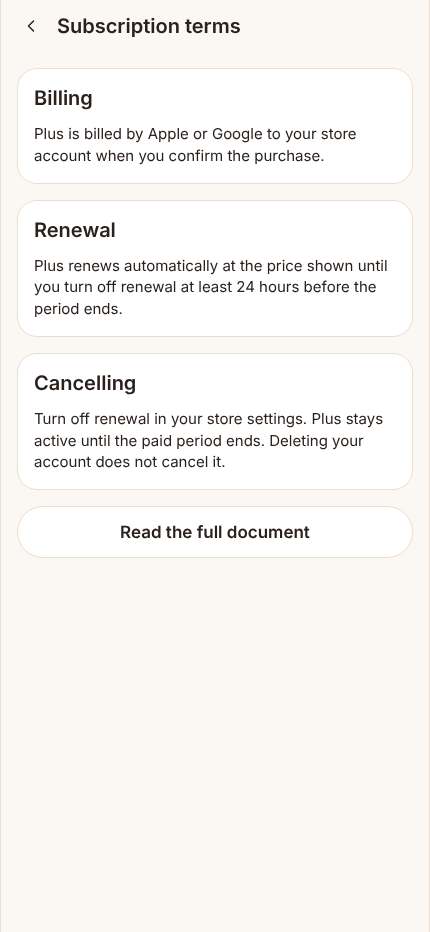 Subscription terms
Billing
Plus is billed by Apple or Google to your store
account when you confirm the purchase.
Renewal
Plus renews automatically at the price shown until
you turn off renewal at least 24 hours before the
period ends.
Cancelling
Turn off renewal in your store settings. Plus stays
active until the paid period ends. Deleting your
account does not cancel it.
Read the full document